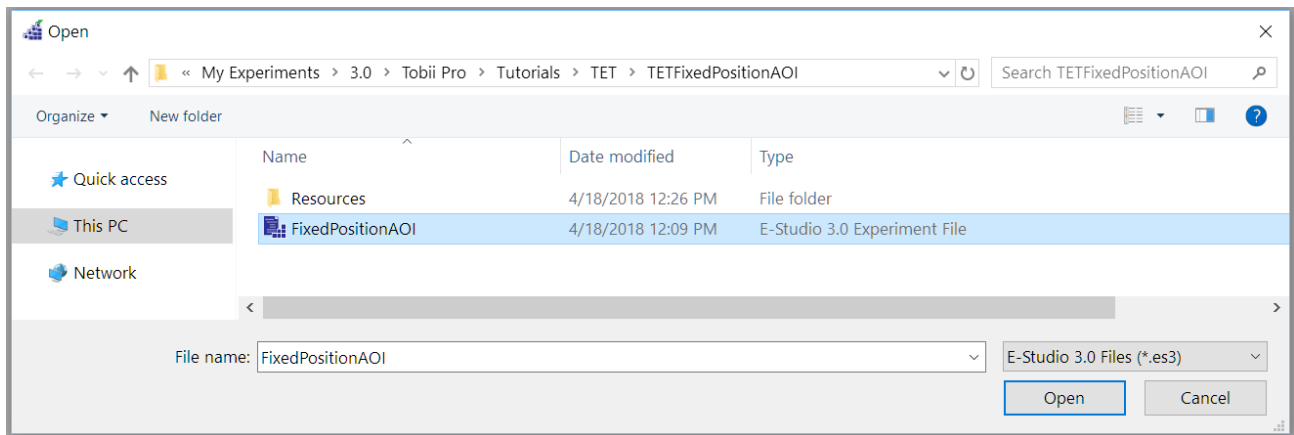 Open
« My Experiments > 3.0 > Tobii Pro > Tutorials > TET > TETFixedPositionAOI
Search TETFixedPositionAOI
Organize
New folder
?
Name
Date modified
Type
Quick access
Resources
4/18/2018 12:26 PM
File folder
This PC
FixedPositionAOI
4/18/2018 12:09 PM
E-Studio 3.0 Experiment File
Network
File name: FixedPositionAOI
E-Studio 3.0 Files (*.es3)
Open
Cancel